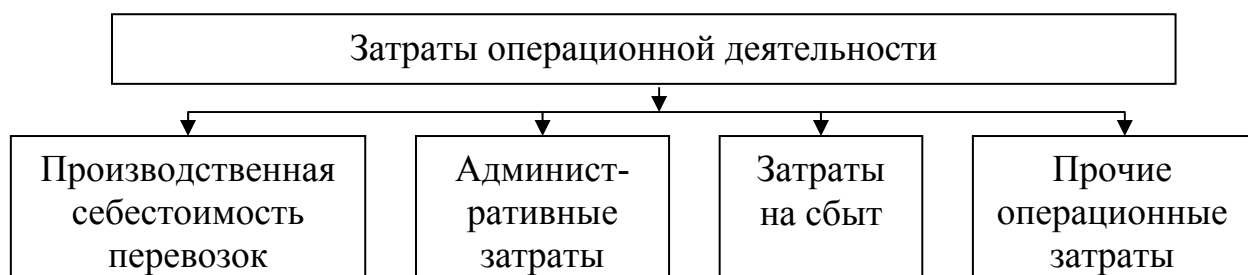 Затраты операционной деятельности
Производственная
себестоимость
перевозок
Админист-
ративные
затраты
Затраты
на сбыт
Прочие
операционные
затраты